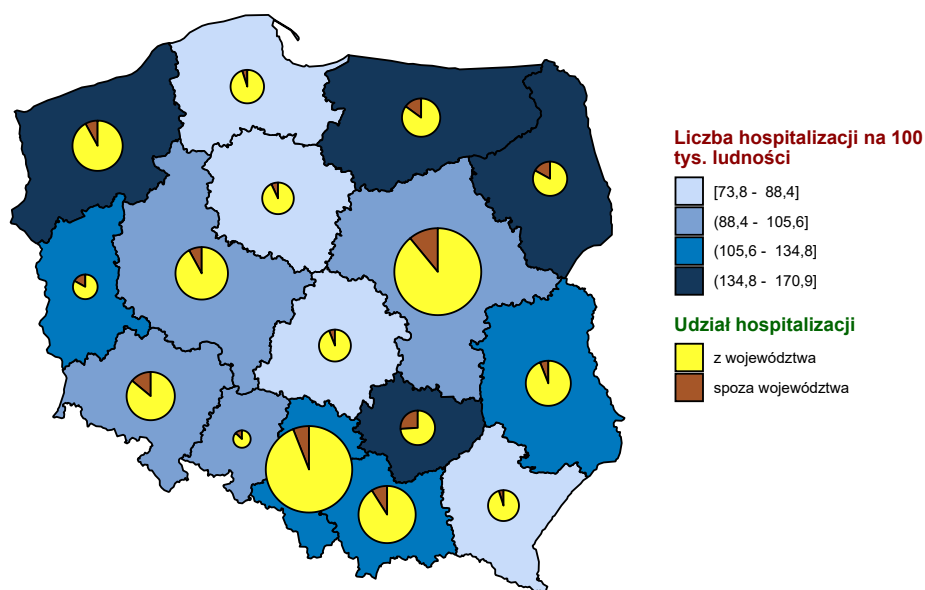 Liczba hospitalizacji na 100
tys. ludności
[73,8 - 88,4]
(88,4 - 105,6]
(105,6 - 134,8]
(134,8 - 170,9]
Udział hospitalizacji
z województwa
spoza województwa